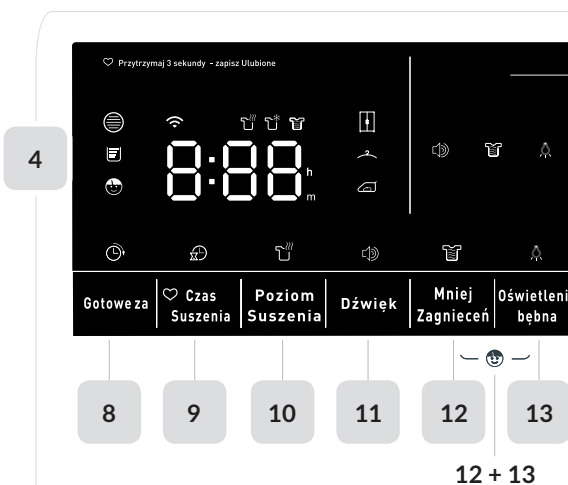 Przytrzymaj 3 sekundy - zapisz Ulubione
4
8:88
h
m
Gotowe za
Czas
Suszenia
Poziom
Suszenia
Dźwięk
Mniej
Zagnieceń
Oświetleni
bębna
8
9
10
11
12
13
12 + 13